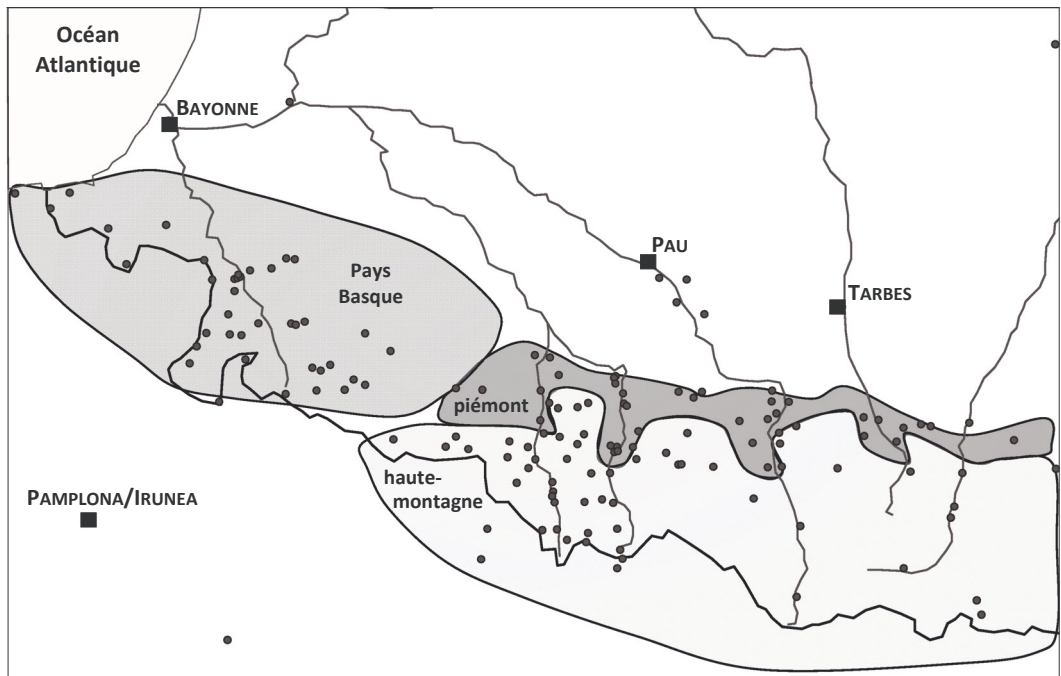 Océan
Atlantique
BAYONNE
PAU
Pays
Basque
TARBES
piémont
haute-
montagne
PAMPLONA/IRUNEA